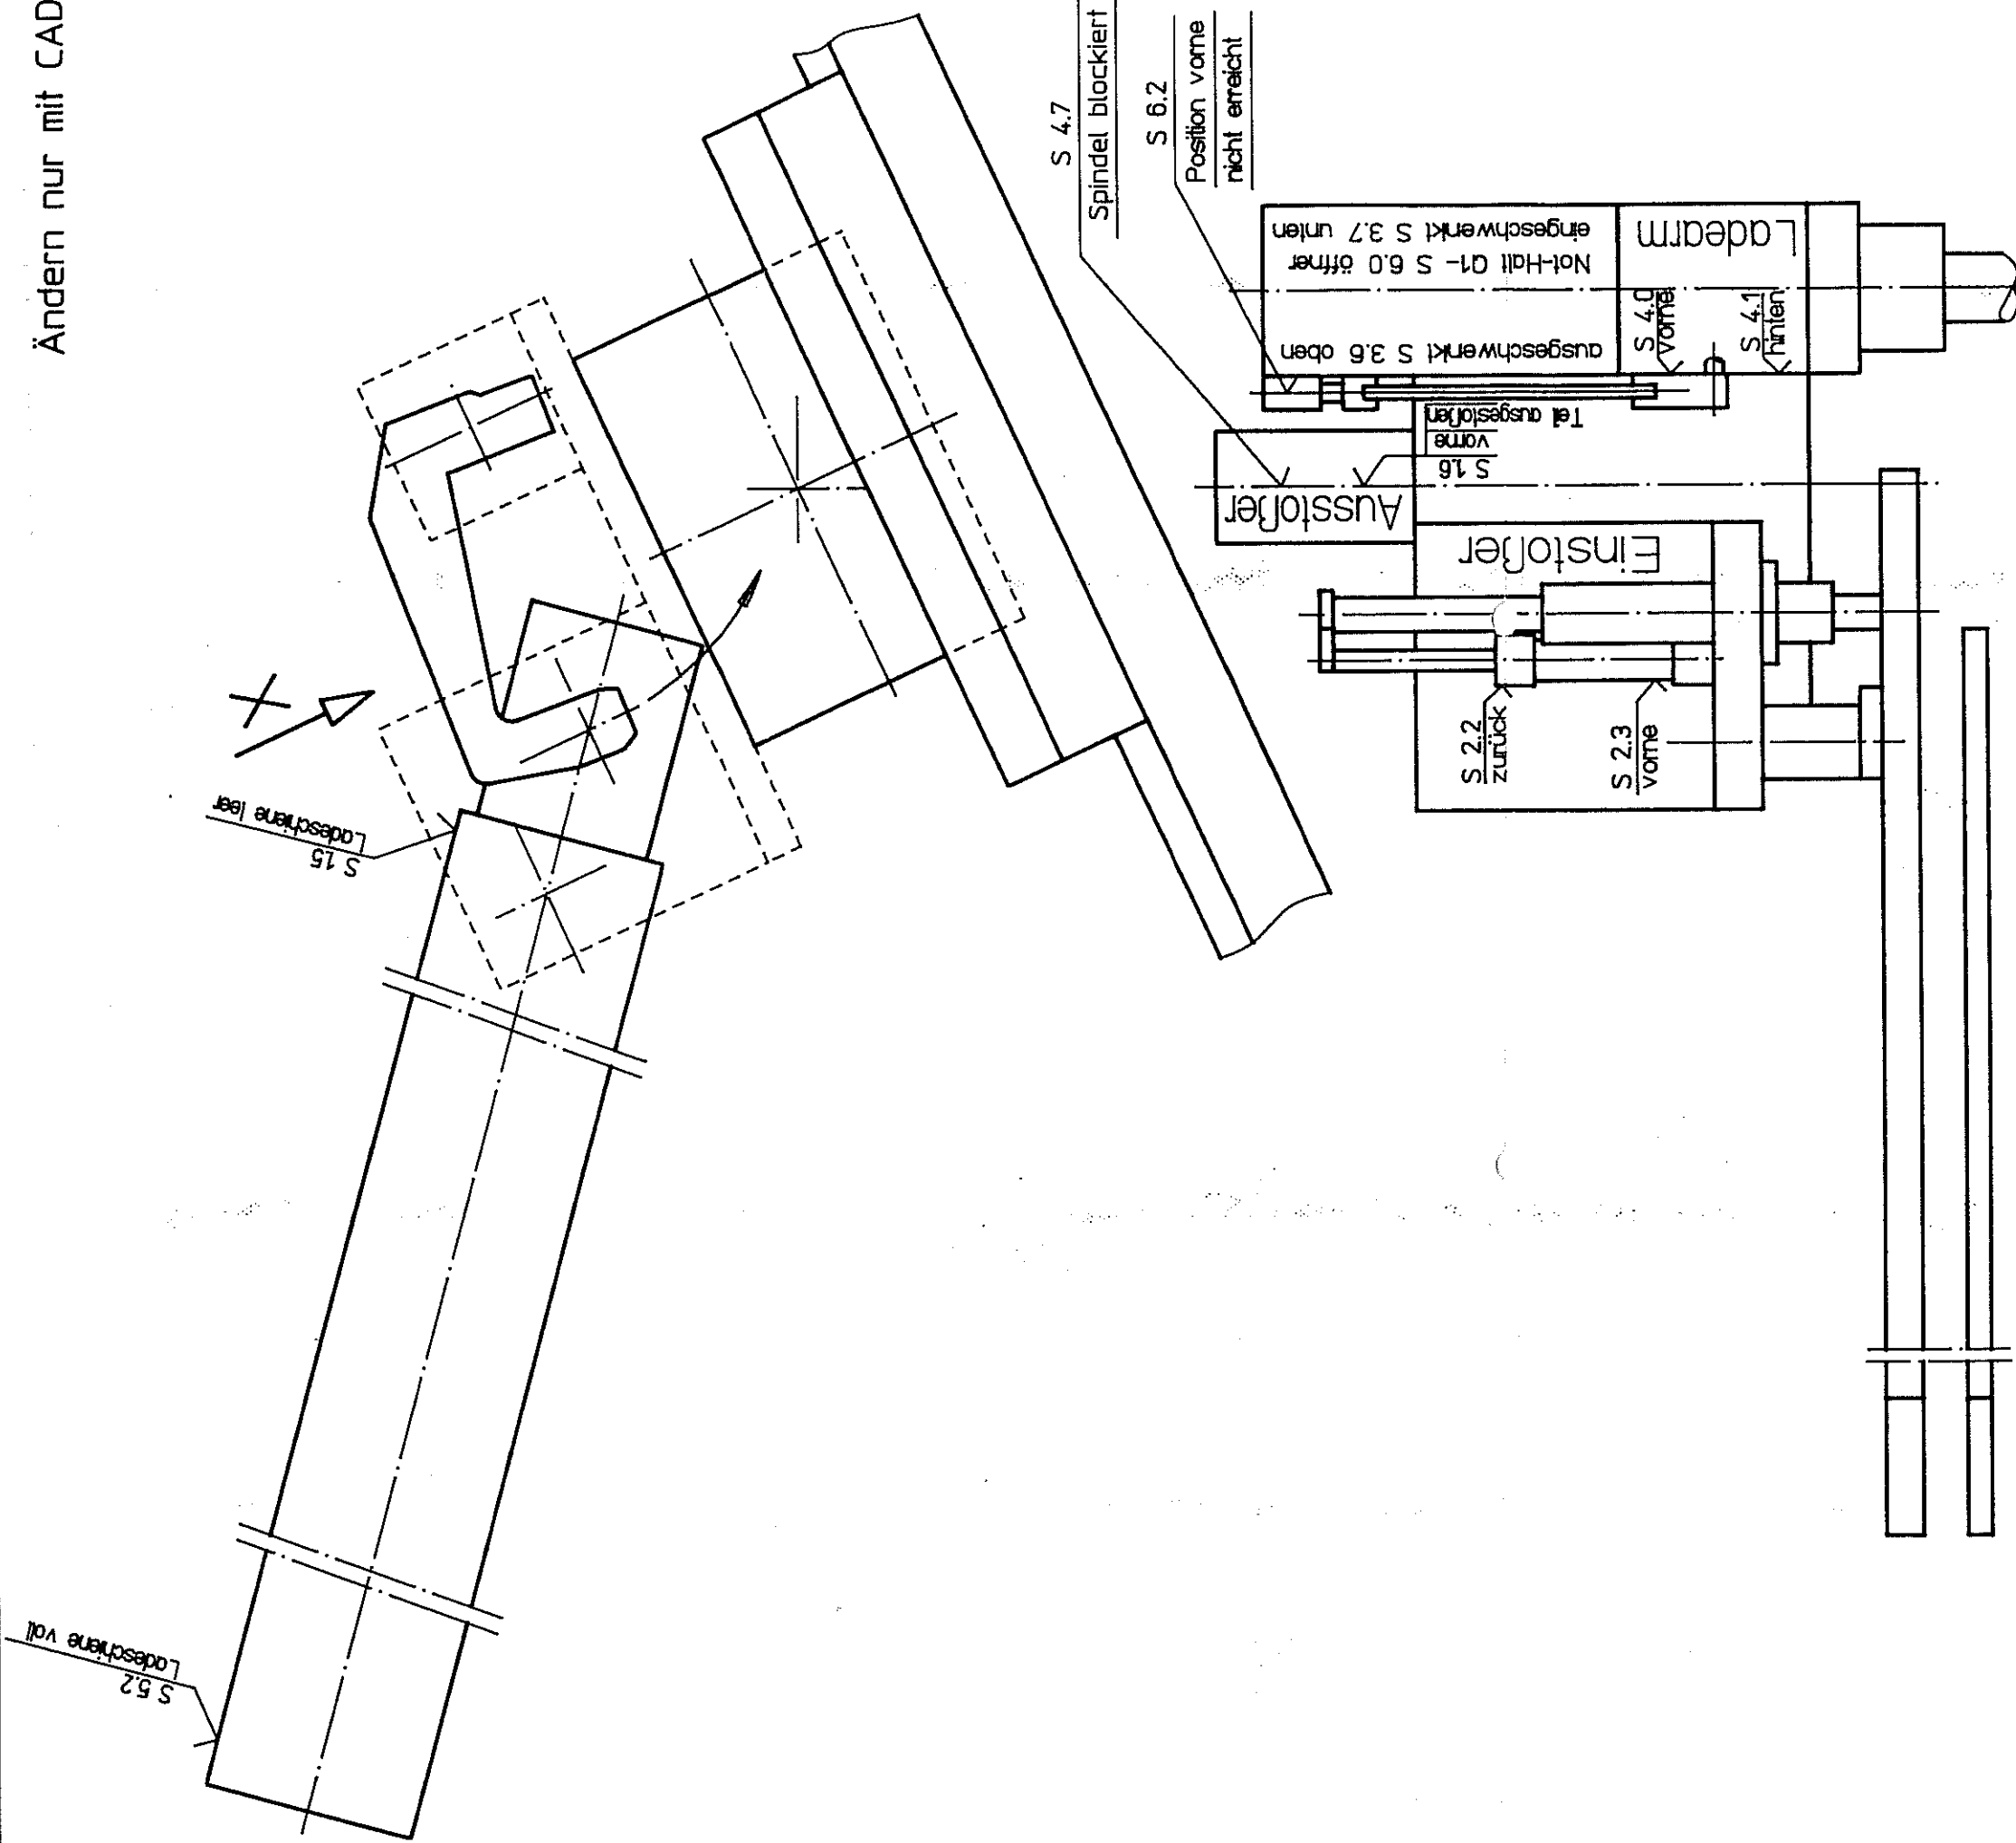 Ändern nur mit CAD
S 4.7
Spindel blockiert
S 6.2
Position vorne
nicht erreicht
eingeschwenkt S 3.7 unten
Not-Halt Q1- S 6.0 öffner
ausgeschwenkt S 3.6 oben
Ladearm
S 4.0
vorne
S 4.1
hinten
Teil ausgestoßen
vorne
S 1.6
Ausstoßer
Einstoßer
S 2.2
zurück
S 2.3
vorne
X
S 1.5
Ladeschiene leer
S 5.2
Ladeschiene voll